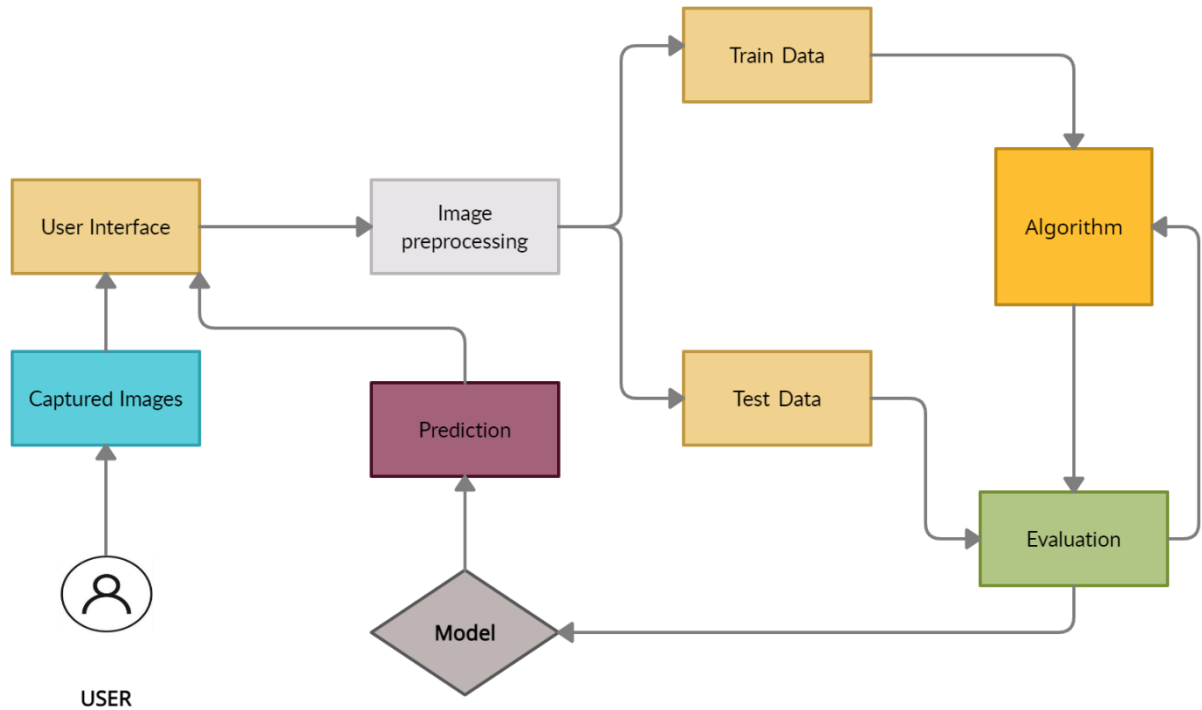 Train Data
User Interface
Image
preprocessing
Algorithm
Captured Images
Prediction
Test Data
Evaluation
Model
USER